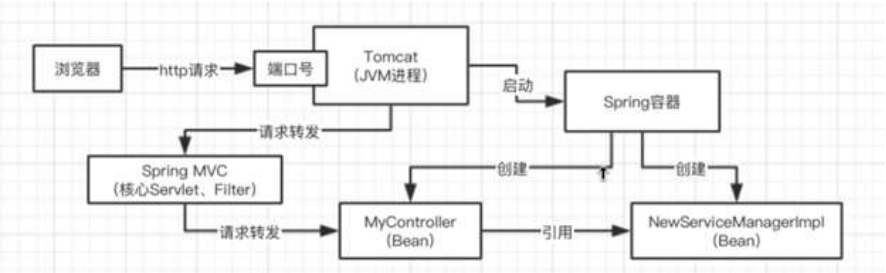 浏览器
http请求
端口号
Tomcat
（JVM进程）
启动
Spring容器
请求转发
Spring MVC
（核心Servlet、Filter）
创建
创建
请求转发
MyController
（Bean）
引用
NewServiceManagerImpl
（Bean）